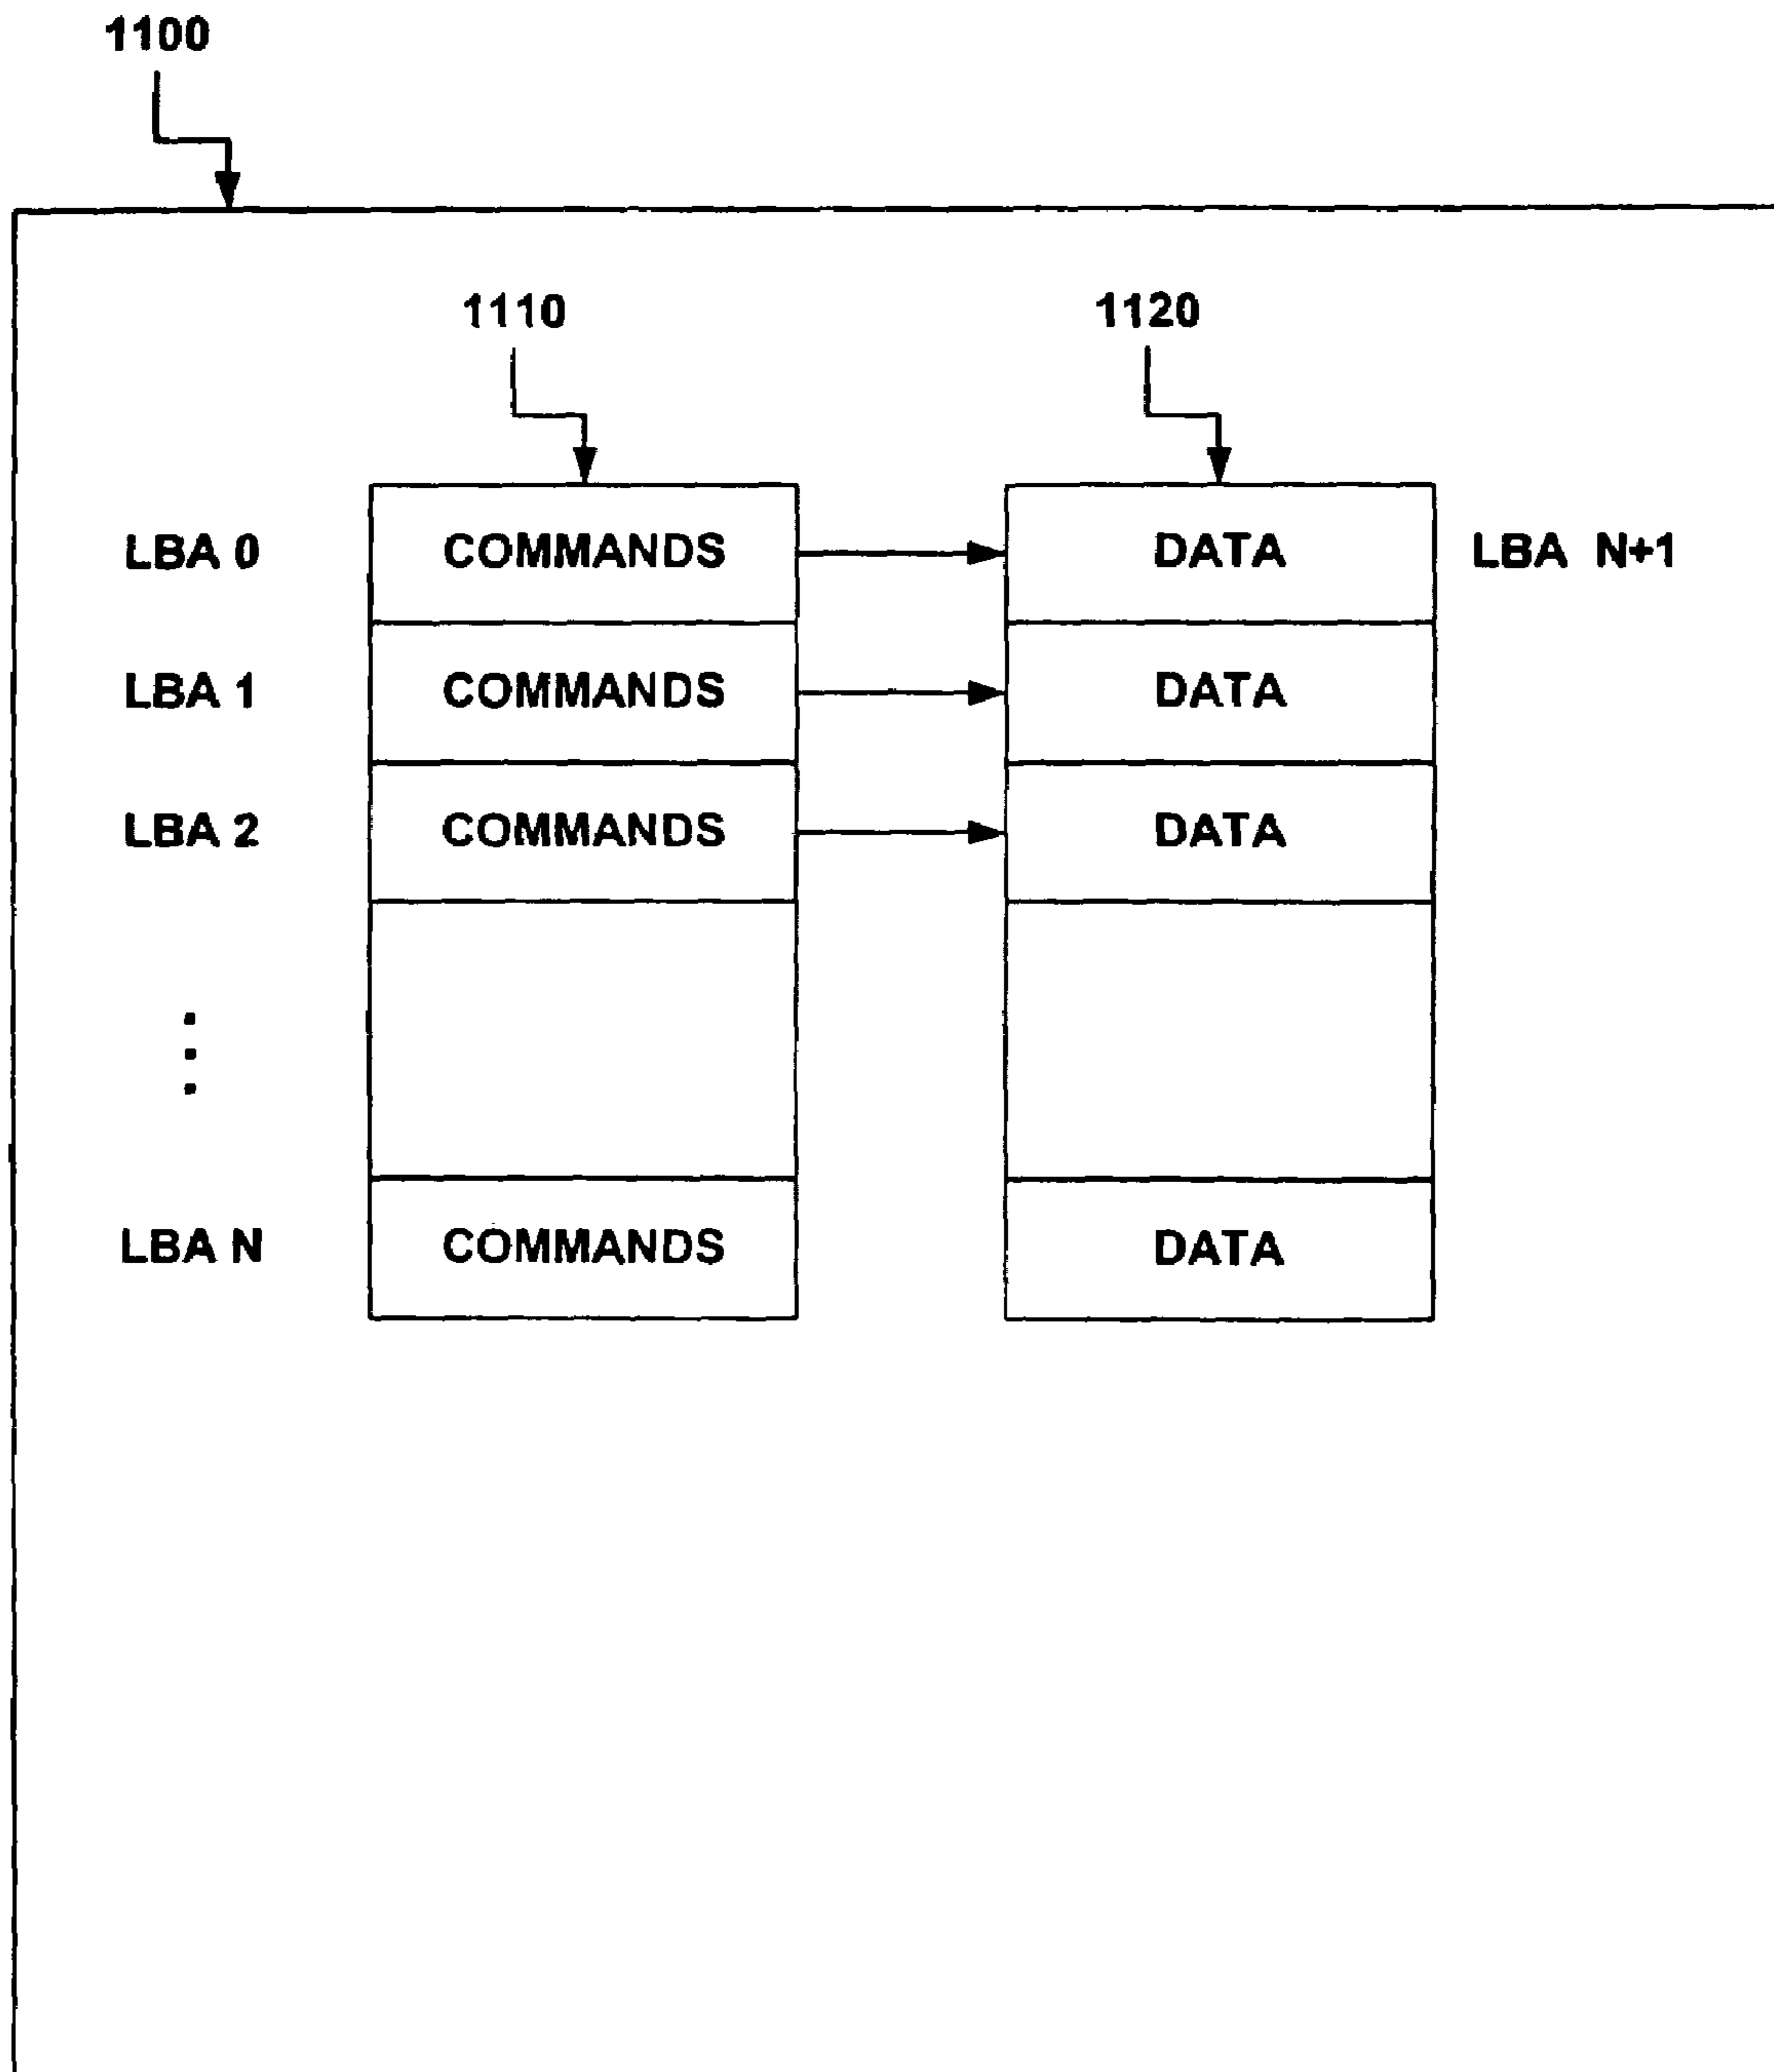 1100
1110 1120
LBA 0 COMMANDS DATA LBA N+1
LBA 1 COMMANDS DATA
LBA 2 COMMANDS DATA
LBA N COMMANDS DATA